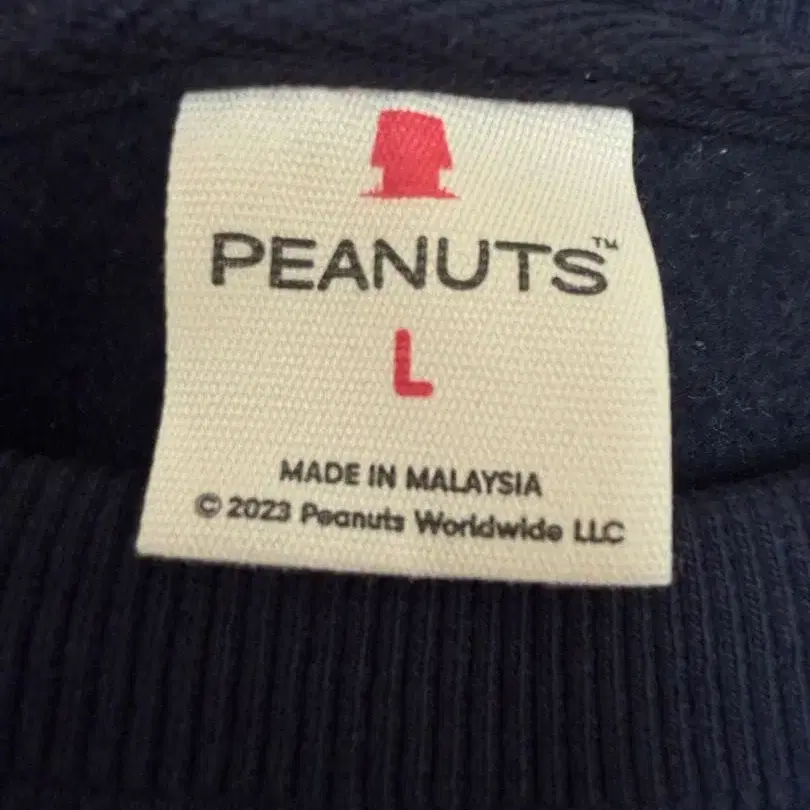 PEANUTS™
L
MADE IN MALAYSIA
© 2023 Peanuts Worldwide LLC